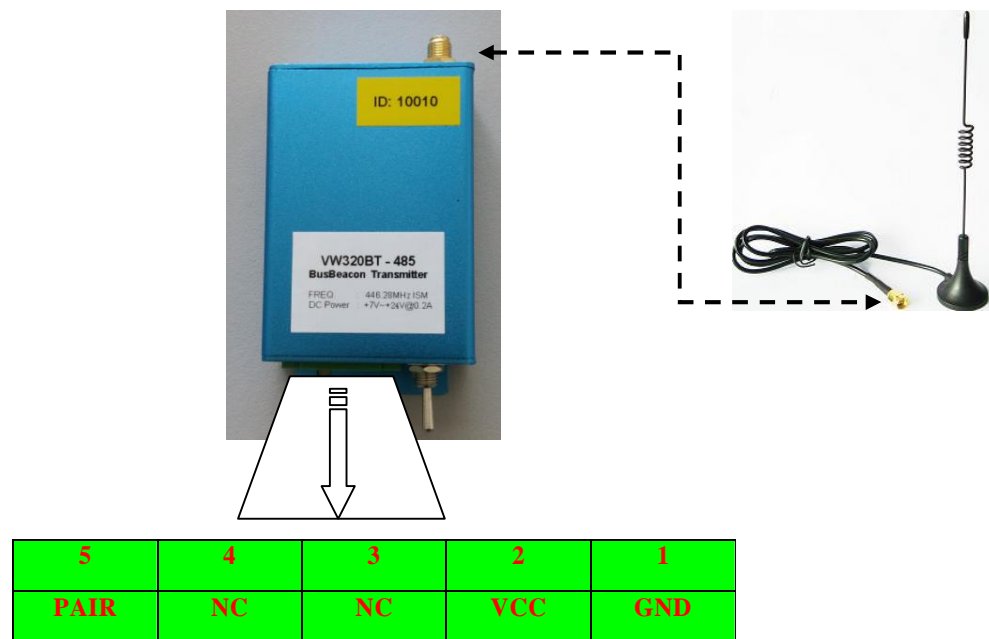 ID: 10010
VW320BT - 485
BusBeacon Transmitter
FREQ : 446.28MHz ISM
DC Power : +7V~+24V@0.2A
5 4 3 2 1
PAIR NC NC VCC GND